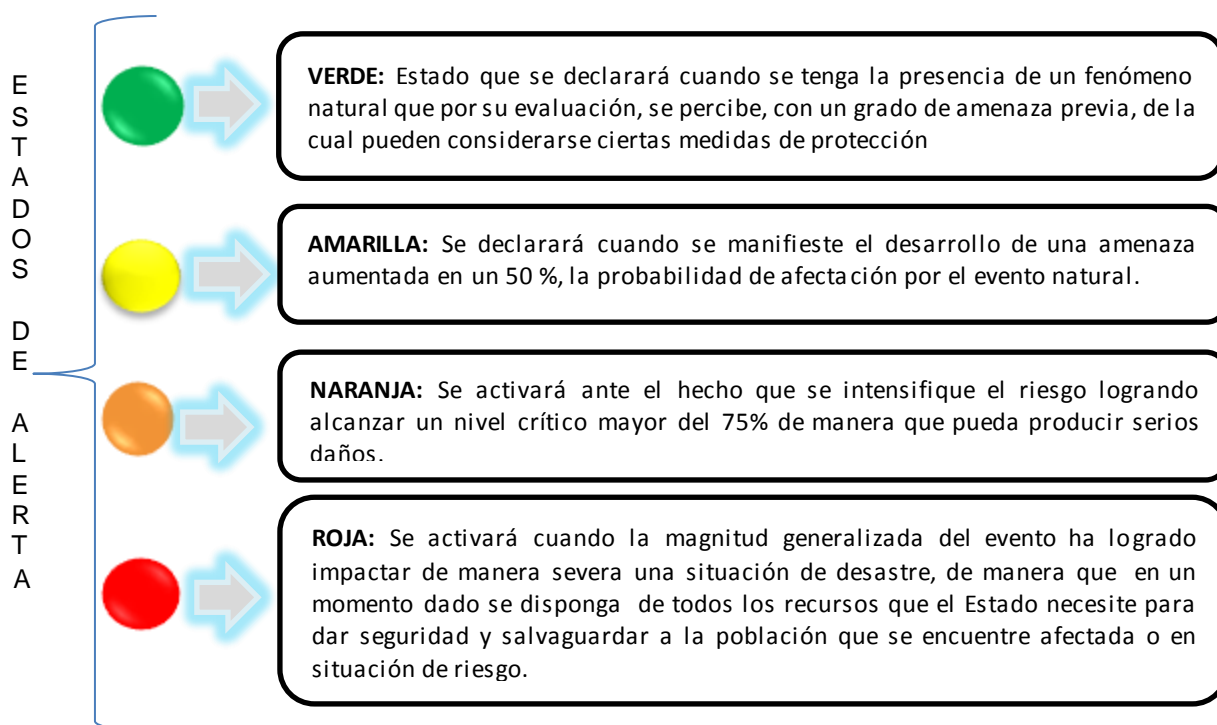 ESTADOS DE ALERTA
VERDE: Estado que se declarará cuando se tenga la presencia de un fenómeno
natural que por su evaluación, se percibe, con un grado de amenaza previa, de la
cual pueden considerarse ciertas medidas de protección
AMARILLA: Se declarará cuando se manifieste el desarrollo de una amenaza
aumentada en un 50 %, la probabilidad de afectación por el evento natural.
NARANJA: Se activará ante el hecho que se intensifique el riesgo logrando
alcanzar un nivel crítico mayor del 75% de manera que pueda producir serios
daños.
ROJA: Se activará cuando la magnitud generalizada del evento ha logrado
impactar de manera severa una situación de desastre, de manera que en un
momento dado se disponga de todos los recursos que el Estado necesite para
dar seguridad y salvaguardar a la población que se encuentre afectada o en
situación de riesgo.